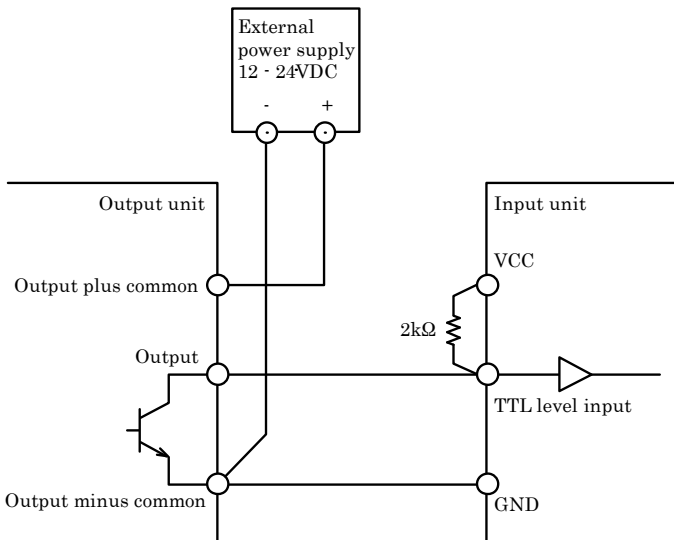 External
power supply
12 - 24VDC
- +
Output unit
Input unit
VCC
Output plus common
2kΩ
Output
TTL level input
Output minus common
GND